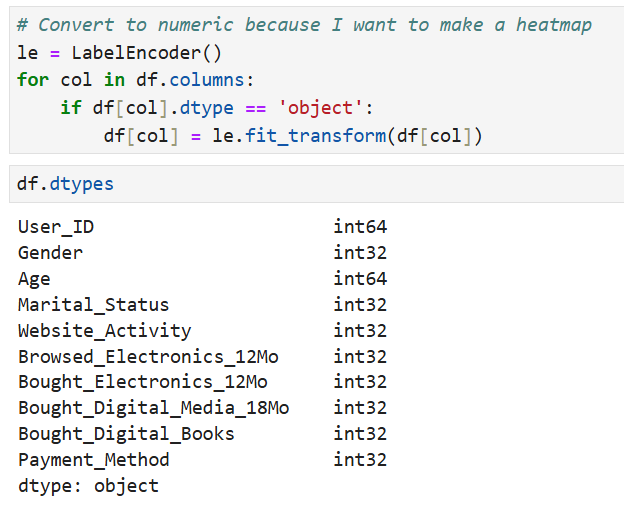 # Convert to numeric because I want to make a heatmap
le = LabelEncoder()
for col in df.columns:
    if df[col].dtype == 'object':
        df[col] = le.fit_transform(df[col])
df.dtypes
User_ID                     int64
Gender                      int32
Age                         int64
Marital_Status              int32
Website_Activity            int32
Browsed_Electronics_12Mo    int32
Bought_Electronics_12Mo     int32
Bought_Digital_Media_18Mo   int32
Bought_Digital_Books        int32
Payment_Method              int32
dtype: object